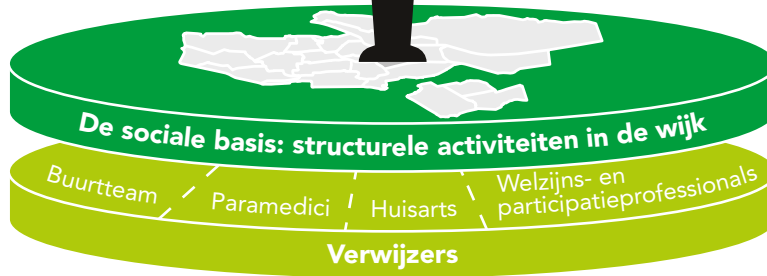 De sociale basis: structurele activiteiten in de wijk
Buurtteam
Paramedici
Huisarts
Welzijns- en
participatieprofessionals
Verwijzers